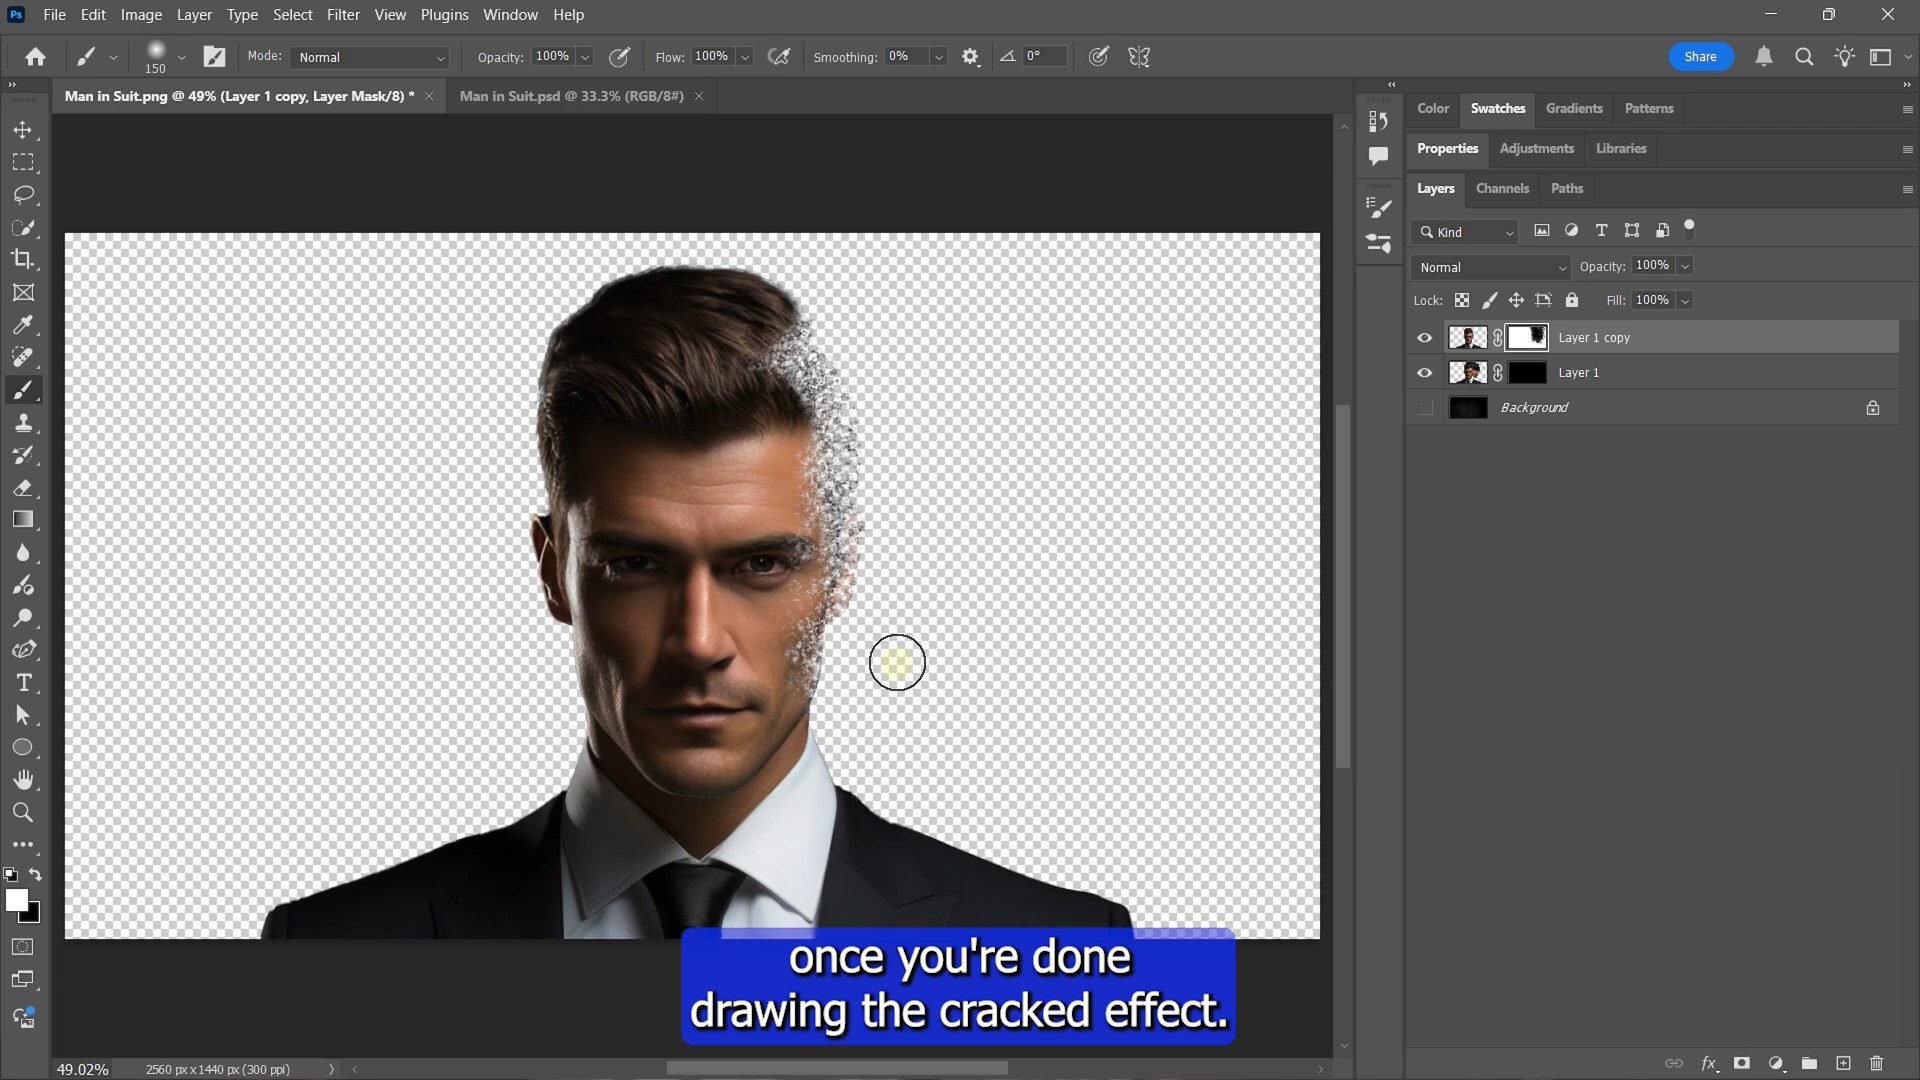 Ps File Edit Image Layer Type Select Filter View Plugins Window Help
150 Mode: Normal Opacity: 100% Flow: 100% Smoothing: 0% 0° Share
Man in Suit.png @ 49% (Layer 1 copy, Layer Mask/8) * Man in Suit.psd @ 33.3% (RGB/8#)
Color Swatches Gradients Patterns
Properties Adjustments Libraries
Layers Channels Paths
Kind
Normal Opacity: 100%
Lock: Fill: 100%
Layer 1 copy
Layer 1
Background
once you're done
drawing the cracked effect.
49.02% 2560 px x 1440 px (300 ppi)